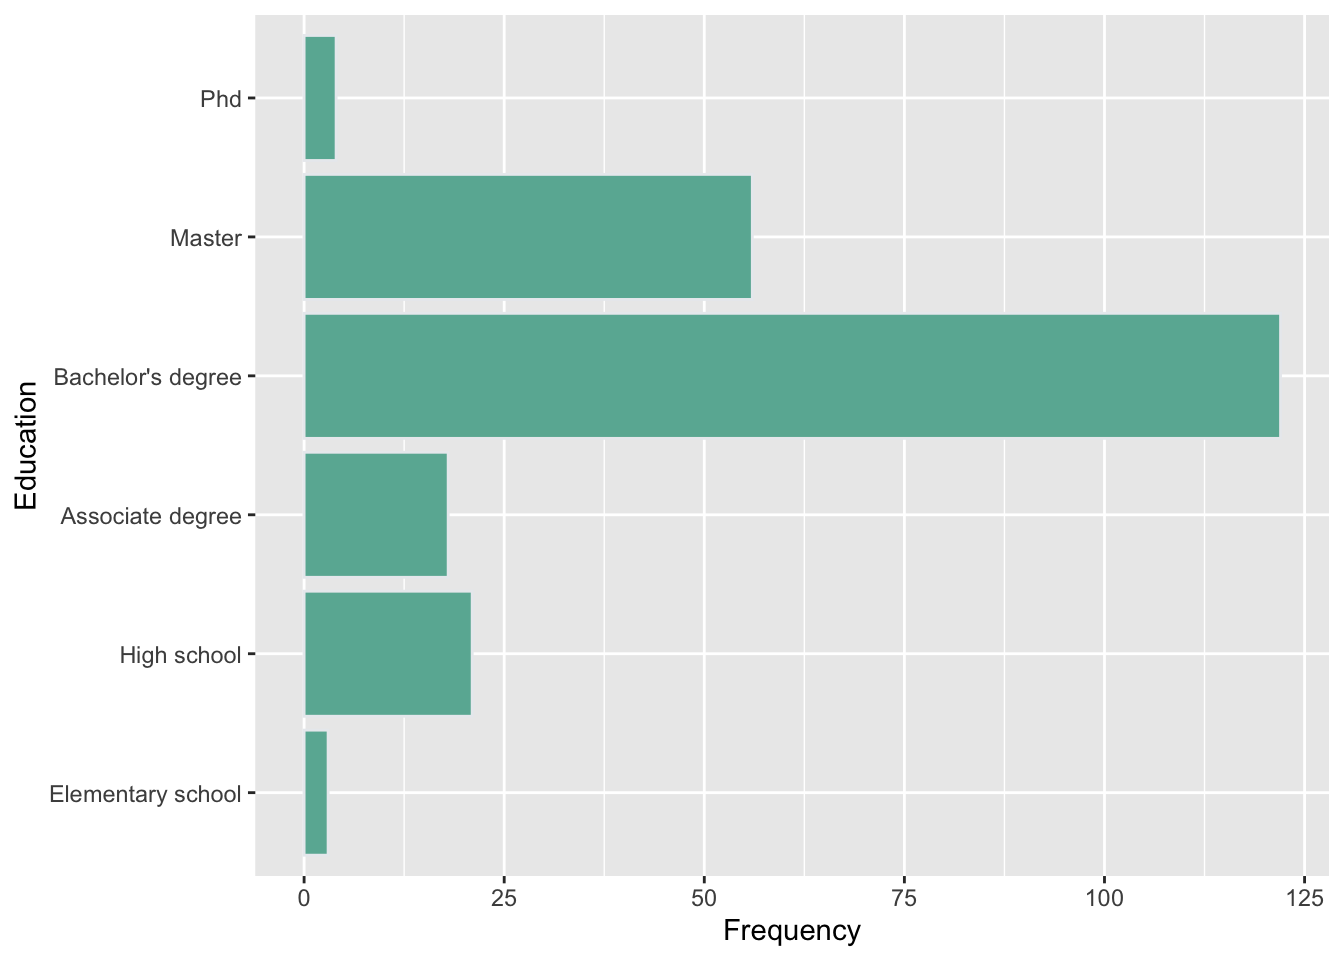 Phd
Master
Bachelor's degree
Associate degree
High school
Elementary school
Education
0 25 50 75 100 125
Frequency